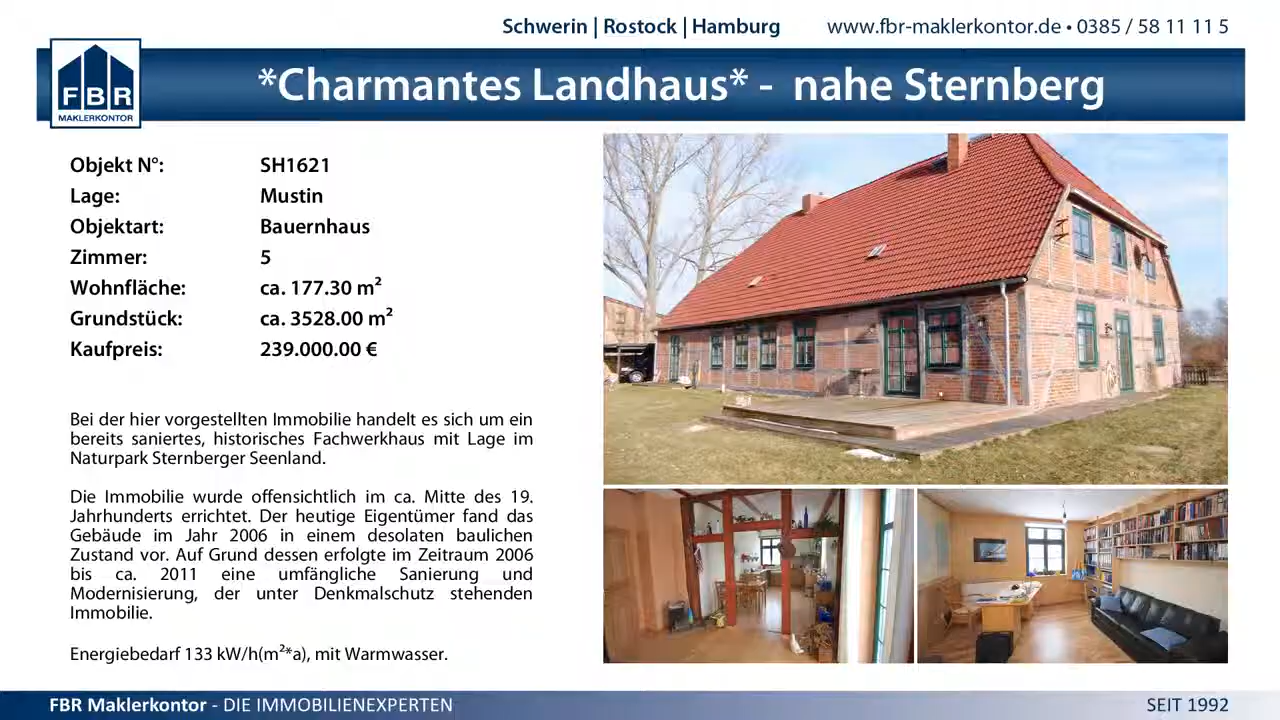 Schwerin | Rostock | Hamburg www.fbr-maklerkontor.de • 0385 / 58 11 11 5
FBR
MAKLERKONTOR
*Charmantes Landhaus* - nahe Sternberg
Objekt N°: SH1621
Lage: Mustin
Objektart: Bauernhaus
Zimmer: 5
Wohnfläche: ca. 177.30 m²
Grundstück: ca. 3528.00 m²
Kaufpreis: 239.000.00 €
Bei der hier vorgestellten Immobilie handelt es sich um ein
bereits saniertes, historisches Fachwerkhaus mit Lage im
Naturpark Sternberger Seenland.
Die Immobilie wurde offensichtlich im ca. Mitte des 19.
Jahrhunderts errichtet. Der heutige Eigentümer fand das
Gebäude im Jahr 2006 in einem desolaten baulichen
Zustand vor. Auf Grund dessen erfolgte im Zeitraum 2006
bis ca. 2011 eine umfängliche Sanierung und
Modernisierung, der unter Denkmalschutz stehenden
Immobilie.
Energiebedarf 133 kW/h(m²*a), mit Warmwasser.
FBR Maklerkontor - DIE IMMOBILIENEXPERTEN SEIT 1992